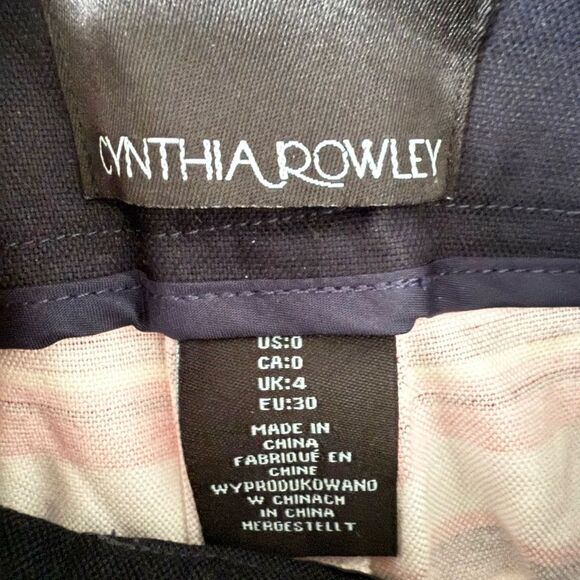 CYNTHIA ROWLEY
US:0
CA:0
UK:4
EU:30
MADE IN
CHINA
FABRIQUÉ EN
CHINE
WYPRODUKOWANO
W CHINACH
IN CHINA
HERGESTELLT